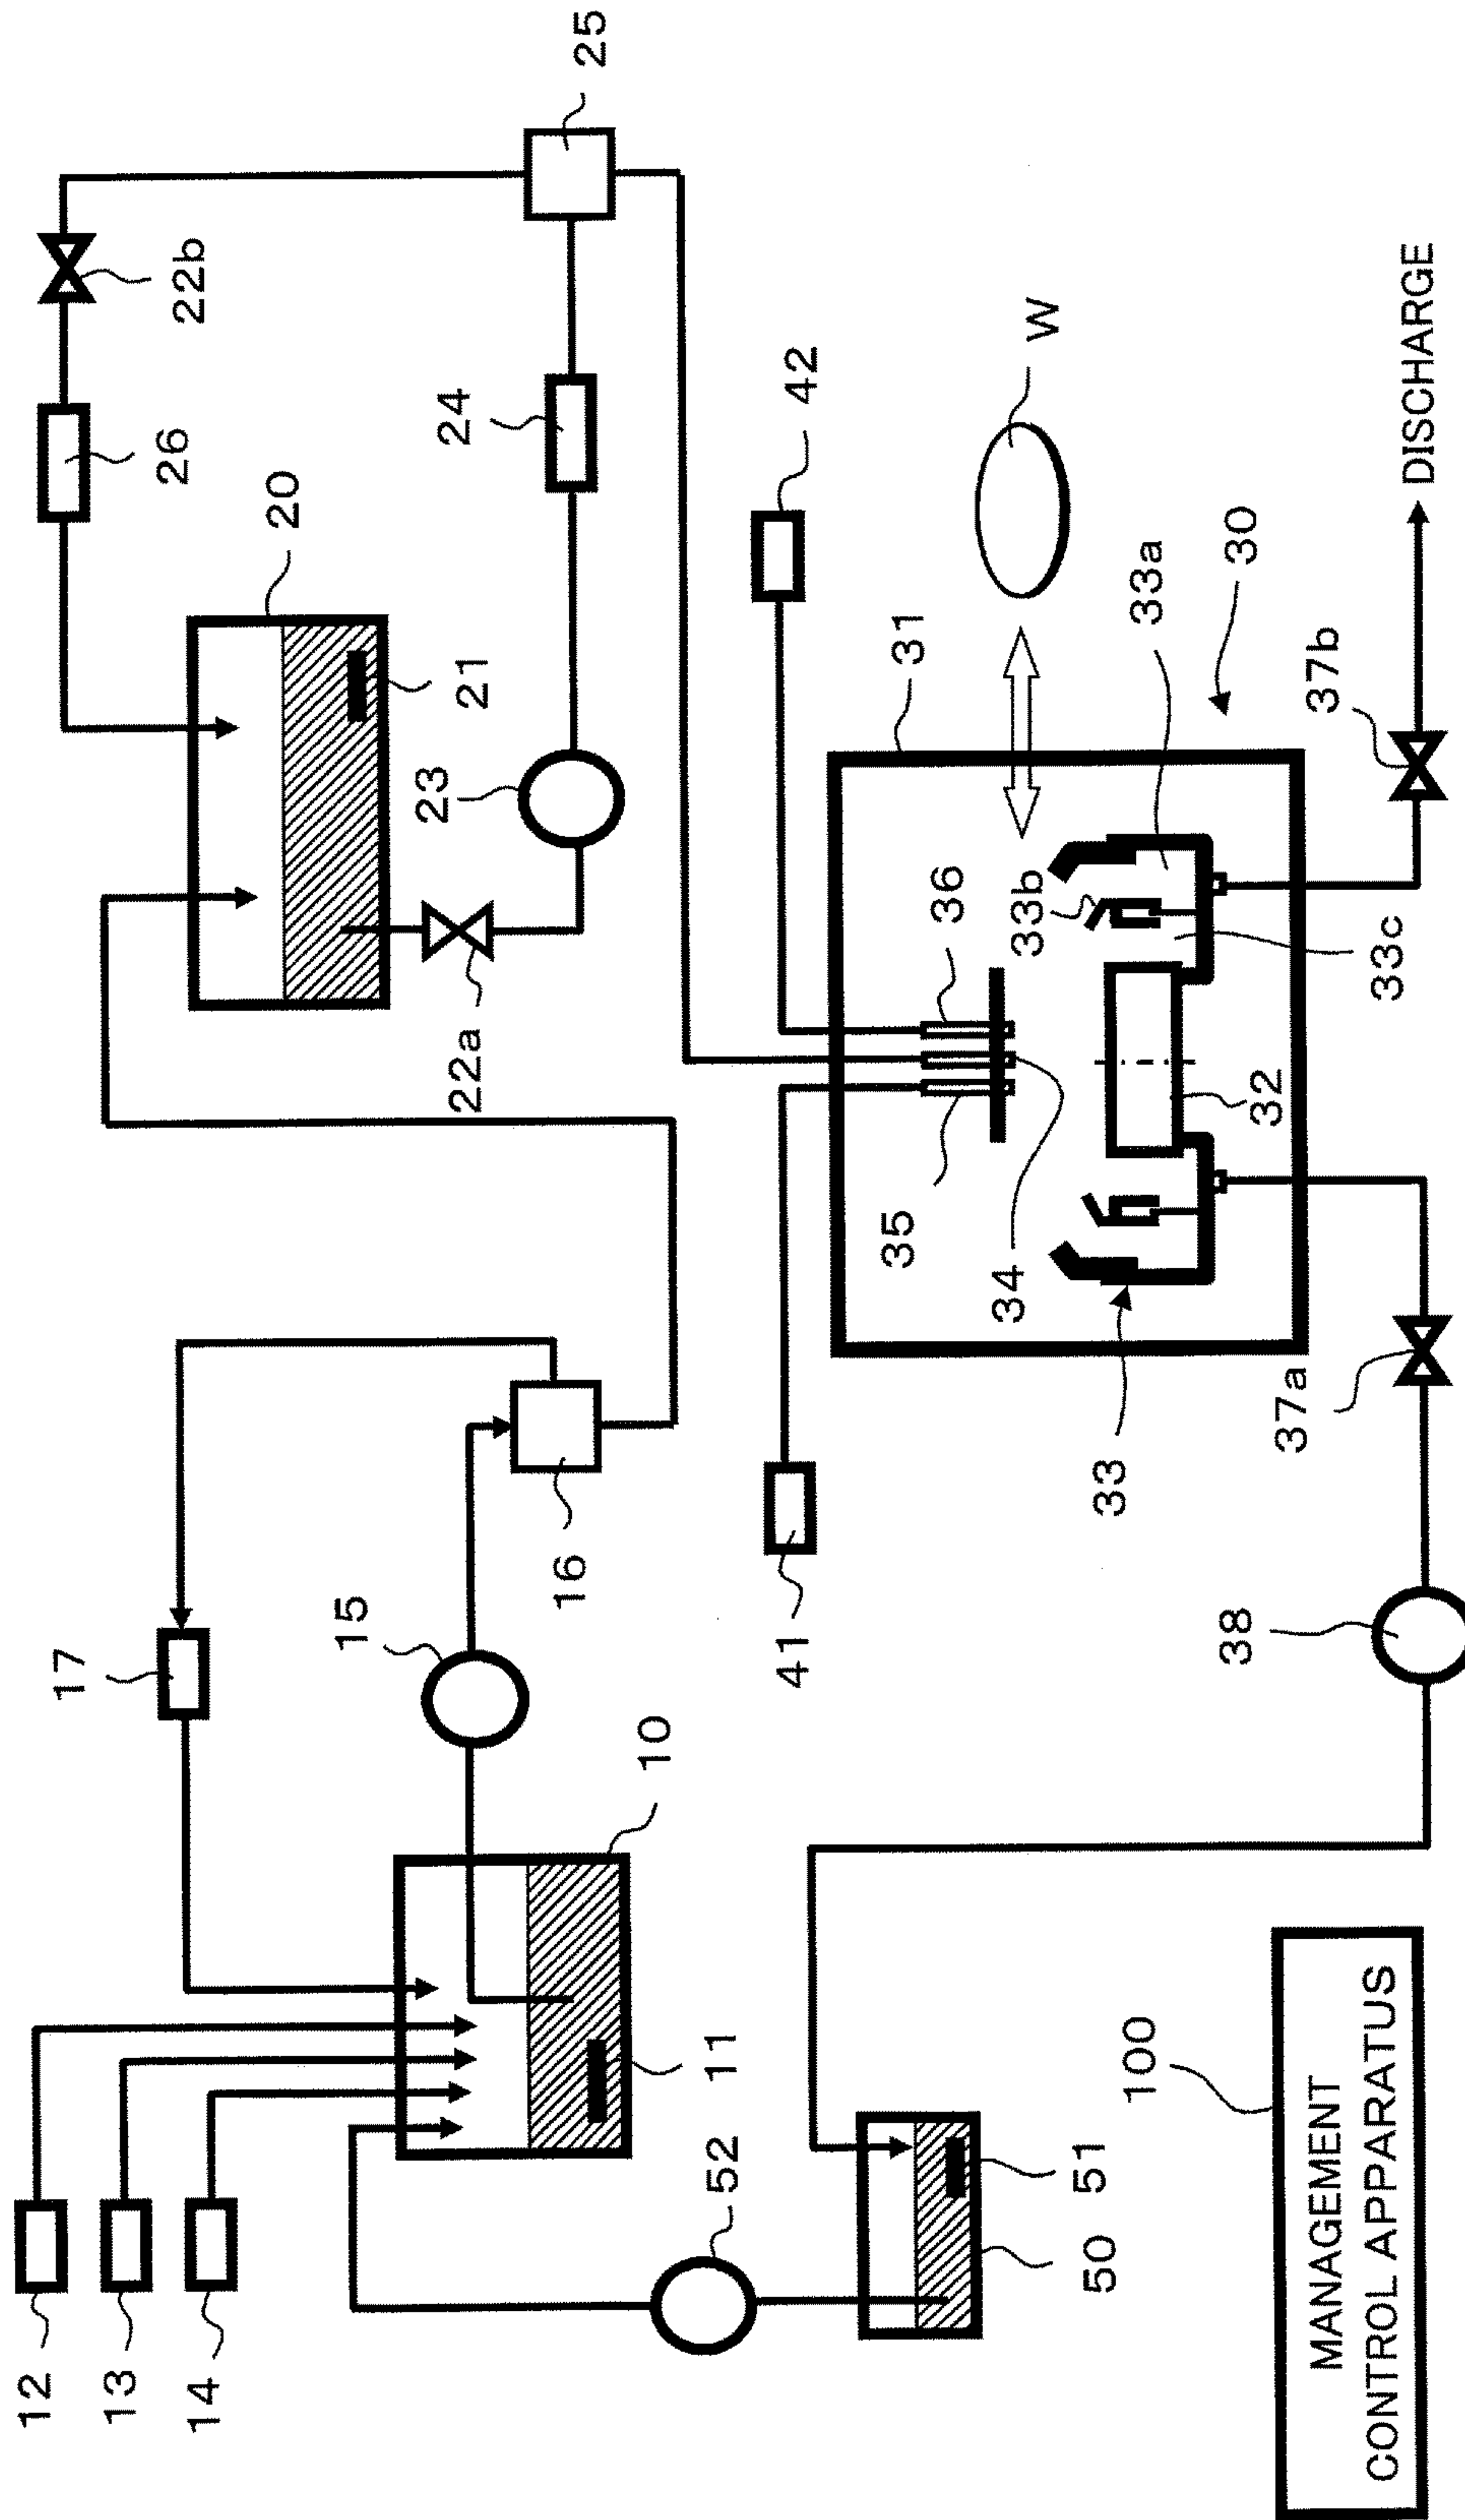 12
17
13
26
22b
14
20
15
23
24
22a
21
16
25
10
11
52
41
42
35
31
36
34
33b
W
51
50
33
100
33a
38
30
32
37a
37b
MANAGEMENT
CONTROL APPARATUS
33c
DISCHARGE